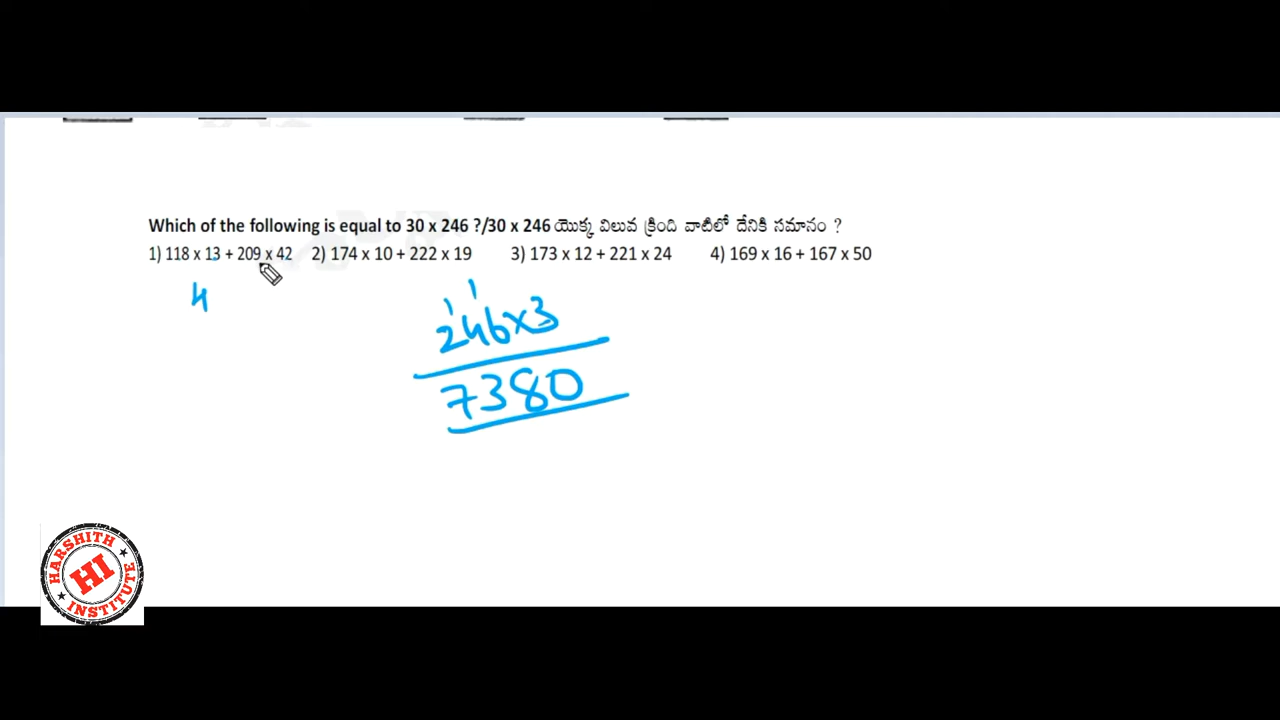 Which of the following is equal to 30 x 246 ?/30 x 246 యొక్క విలువ క్రింది వాటిలో దేనికి సమానం ?
1) 118 x 13 + 209 x 42 2) 174 x 10 + 222 x 19 3) 173 x 12 + 221 x 24 4) 169 x 16 + 167 x 50
4
1 1
246x3
7380
HARSHITH
HI
INSTITUTE